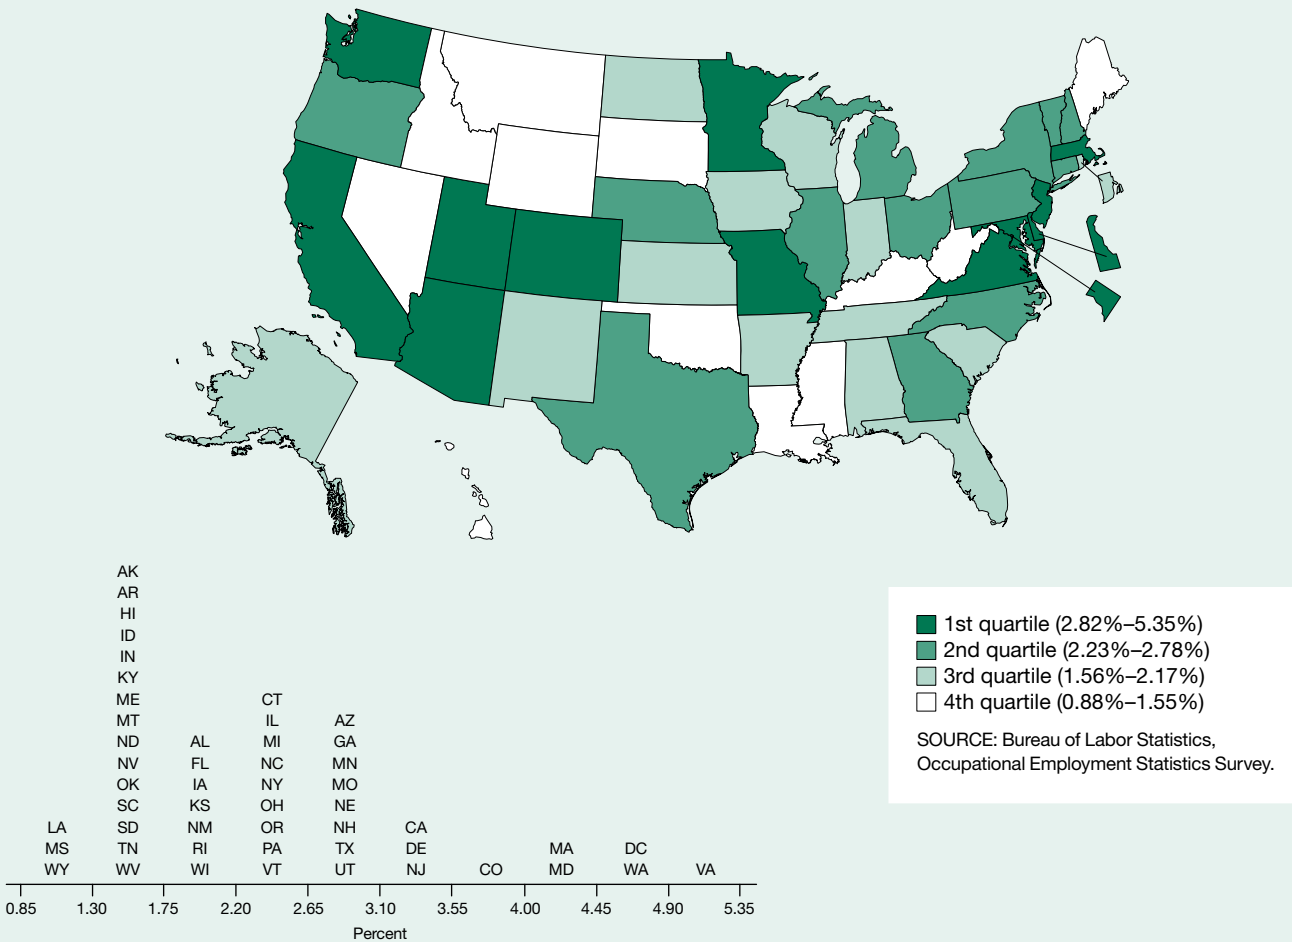 AK
AR
HI
ID
IN
KY
ME CT
MT IL AZ
ND AL MI GA
NV FL NC MN
OK IA NY MO
SC KS OH NE
LA SD NM OR NH CA
MS TN RI PA TX DE MA DC
WY WV WI VT UT NJ CO MD WA VA
0.85 1.30 1.75 2.20 2.65 3.10 3.55 4.00 4.45 4.90 5.35
Percent
1st quartile (2.82%–5.35%)
2nd quartile (2.23%–2.78%)
3rd quartile (1.56%–2.17%)
4th quartile (0.88%–1.55%)
SOURCE: Bureau of Labor Statistics,
Occupational Employment Statistics Survey.